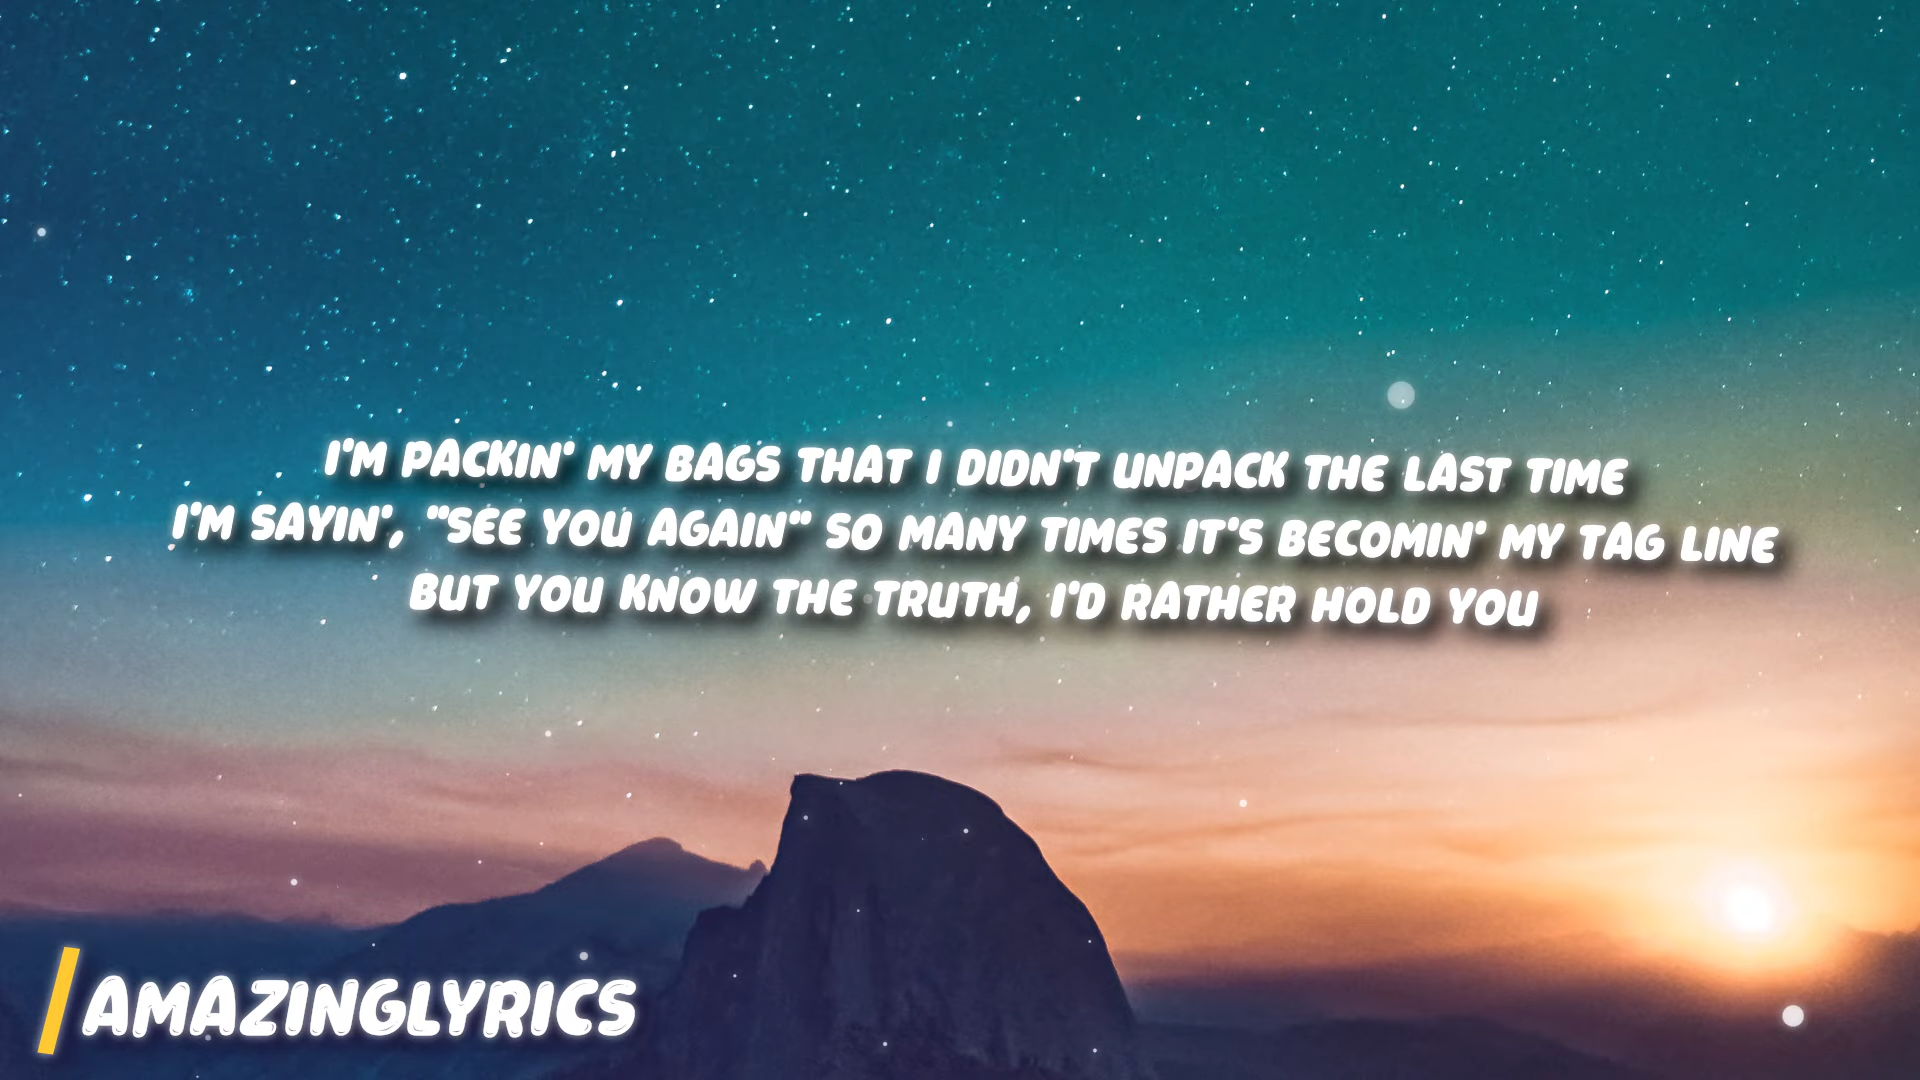 I'M PACKIN' MY BAGS THAT I DIDN'T UNPACK THE LAST TIME
I'M SAYIN', "SEE YOU AGAIN" SO MANY TIMES IT'S BECOMIN' MY TAG LINE
BUT YOU KNOW THE TRUTH, I'D RATHER HOLD YOU
AMAZINGLYRICS